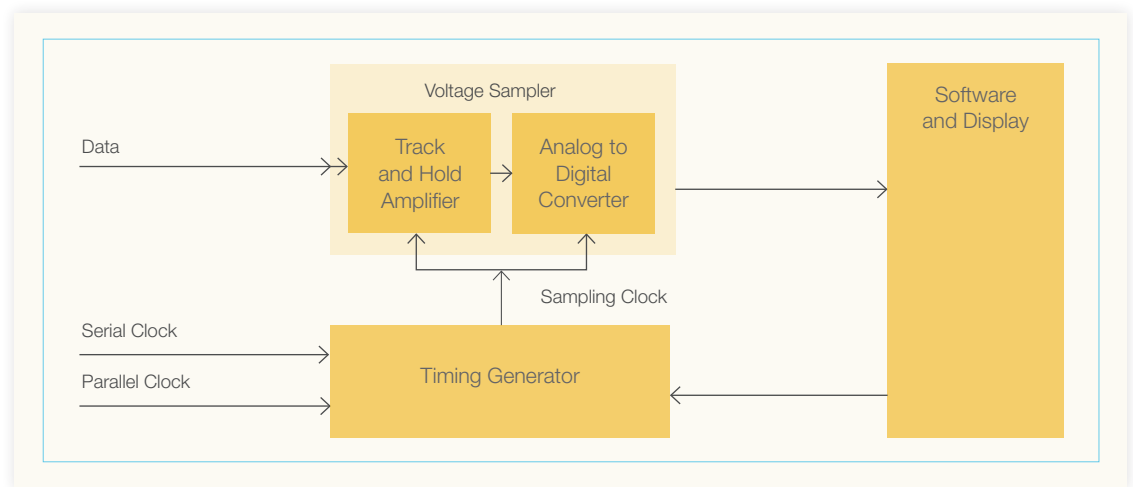 Voltage Sampler
Data
Track
and Hold
Amplifier
Analog to
Digital
Converter
Software
and Display
Sampling Clock
Serial Clock
Parallel Clock
Timing Generator